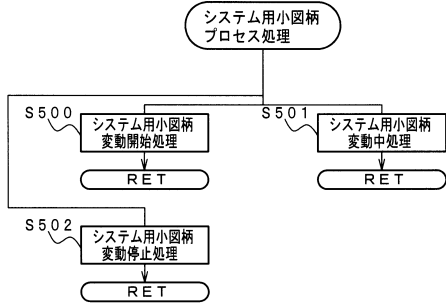 システム用小図柄
プロセス処理
S500
システム用小図柄
変動開始処理
RET
S501
システム用小図柄
変動中処理
RET
S502
システム用小図柄
変動停止処理
RET